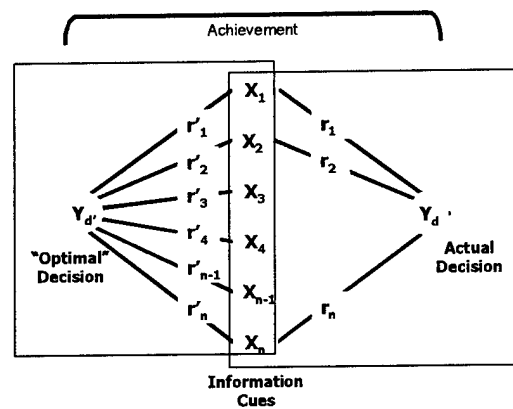 Achievement
X1
r'1 r1
X2
r'2 r2
r'3 X3
Yd' Yd '
r'4 X4
"Optimal" Actual
Decision Decision
r'n-1
Xn-1
r'n rn
Xn
Information
Cues